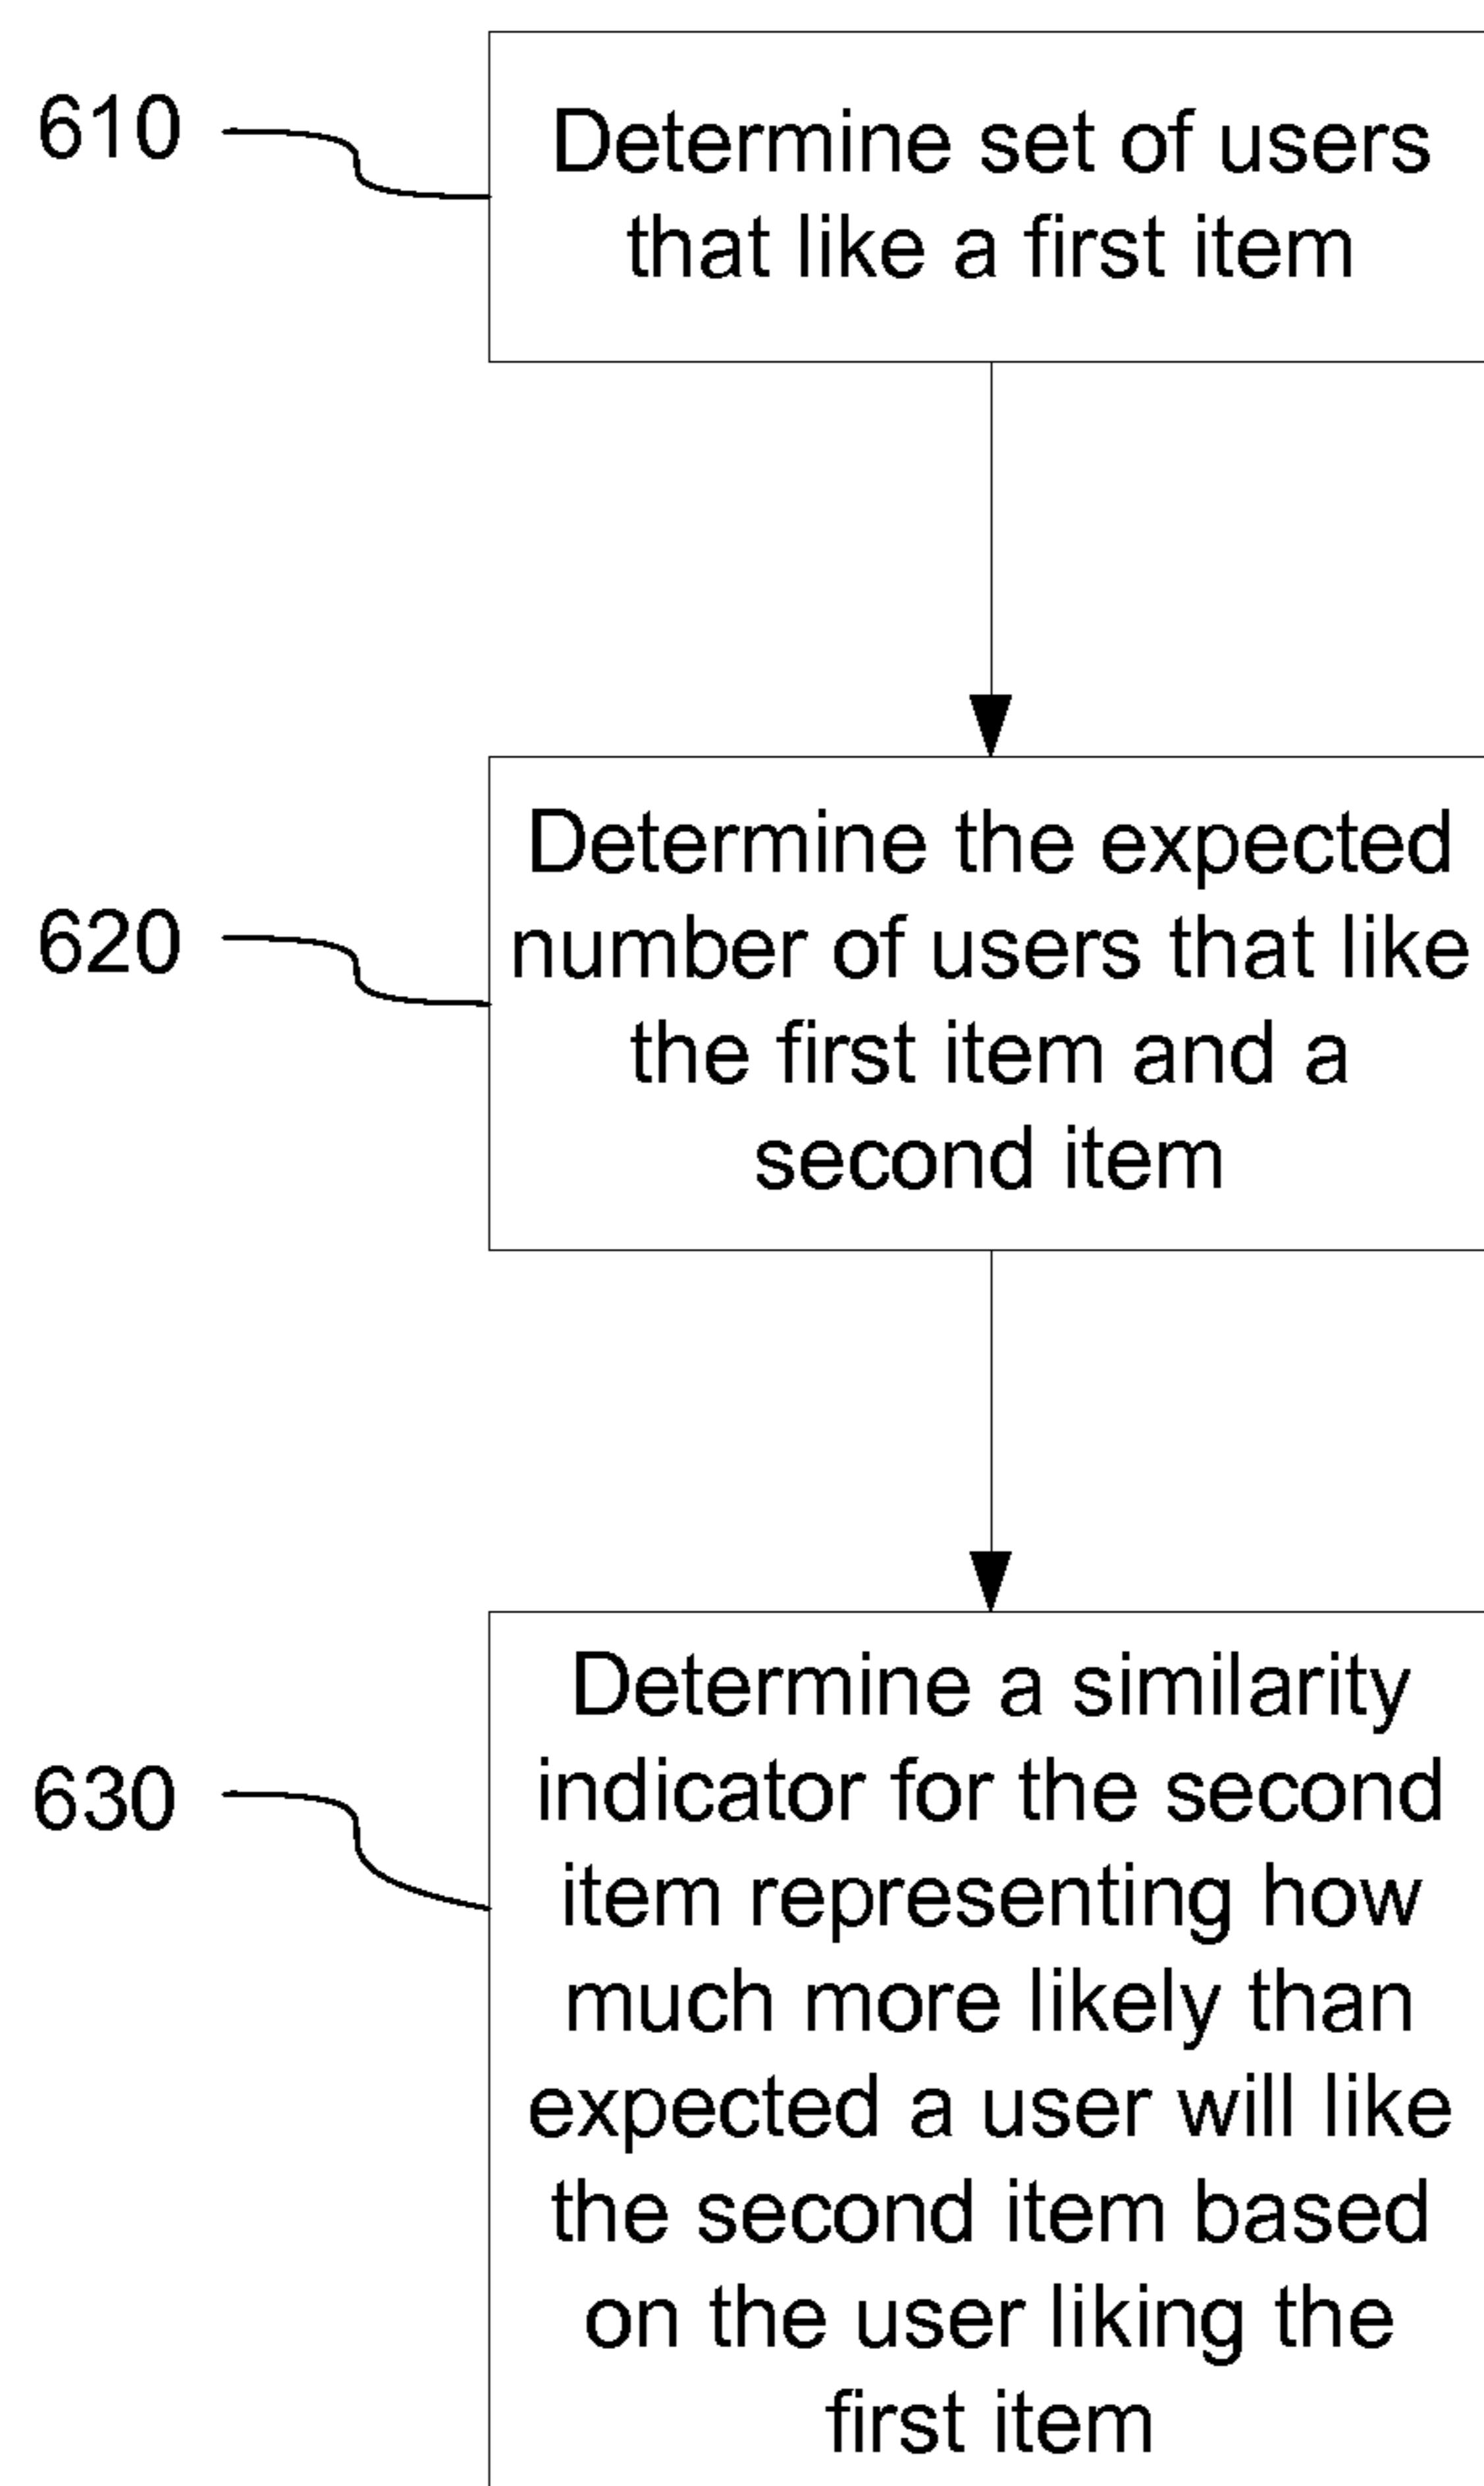 610
Determine set of users
that like a first item
620
Determine the expected
number of users that like
the first item and a
second item
630
Determine a similarity
indicator for the second
item representing how
much more likely than
expected a user will like
the second item based
on the user liking the
first item